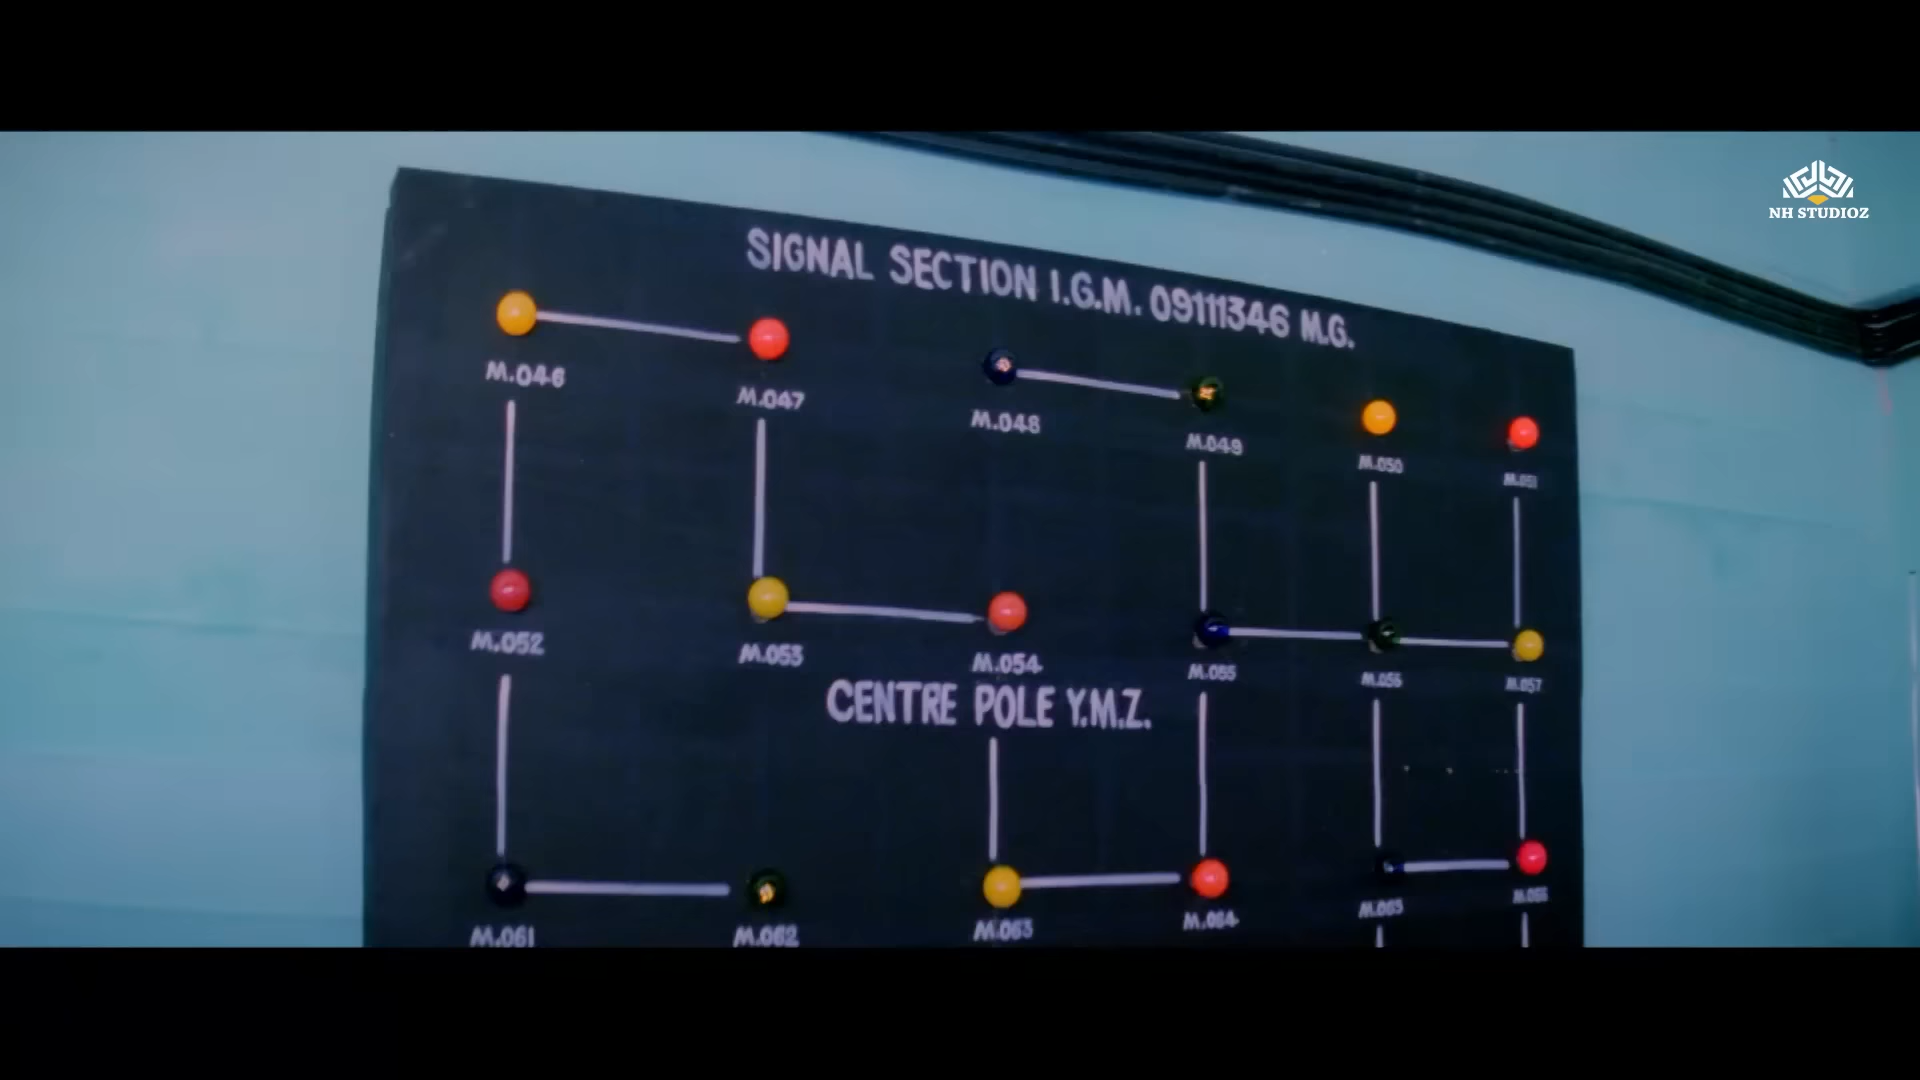 NH STUDIOZ
SIGNAL SECTION I.G.M. 09111346 M.G.
M.046
M.047
M.048
M.049
M.050
M.051
M.052
M.053
M.054
M.055
M.056
M.057
CENTRE POLE Y.M.Z.
M.061
M.062
M.063
M.064